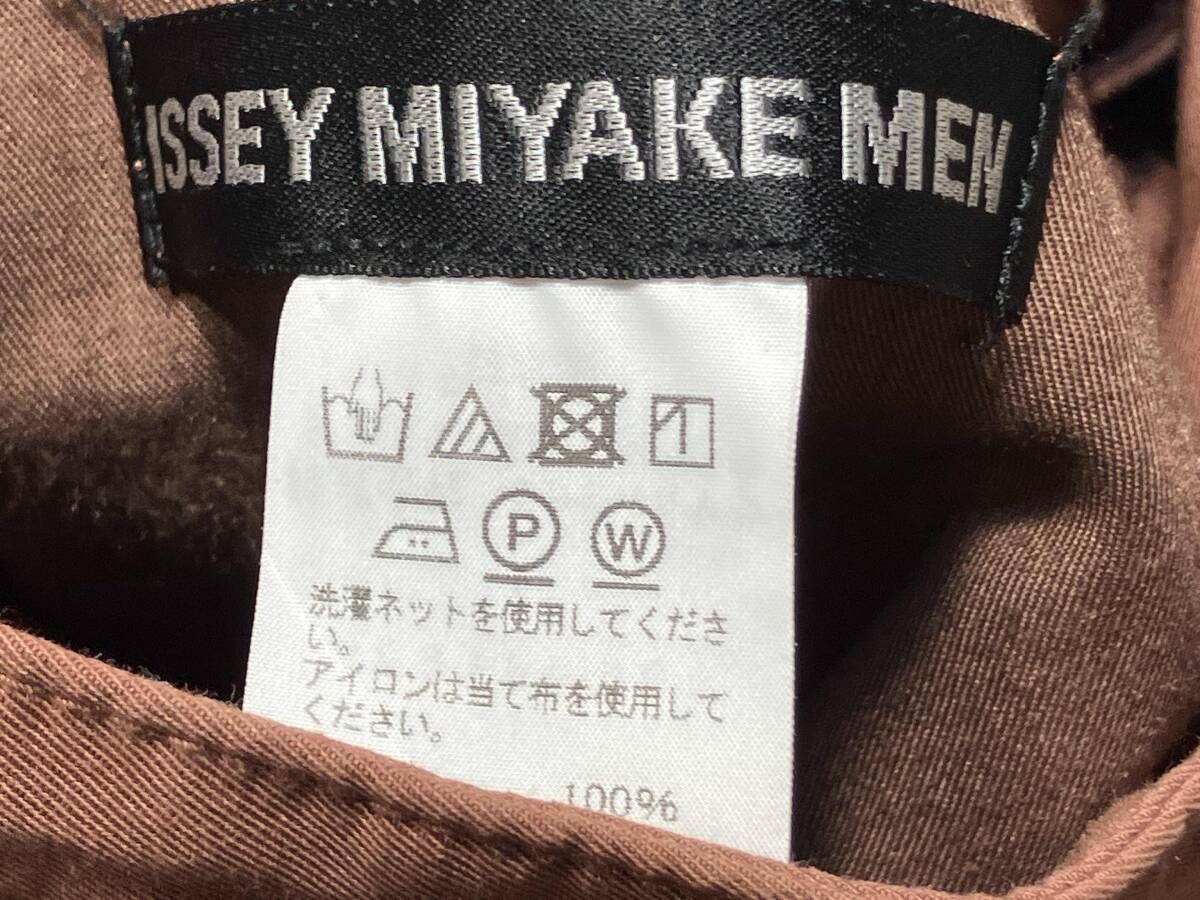 ISSEY MIYAKE MEN
P
W
洗濯ネットを使用してくださ
い。
アイロンは当て布を使用して
ください。
100%